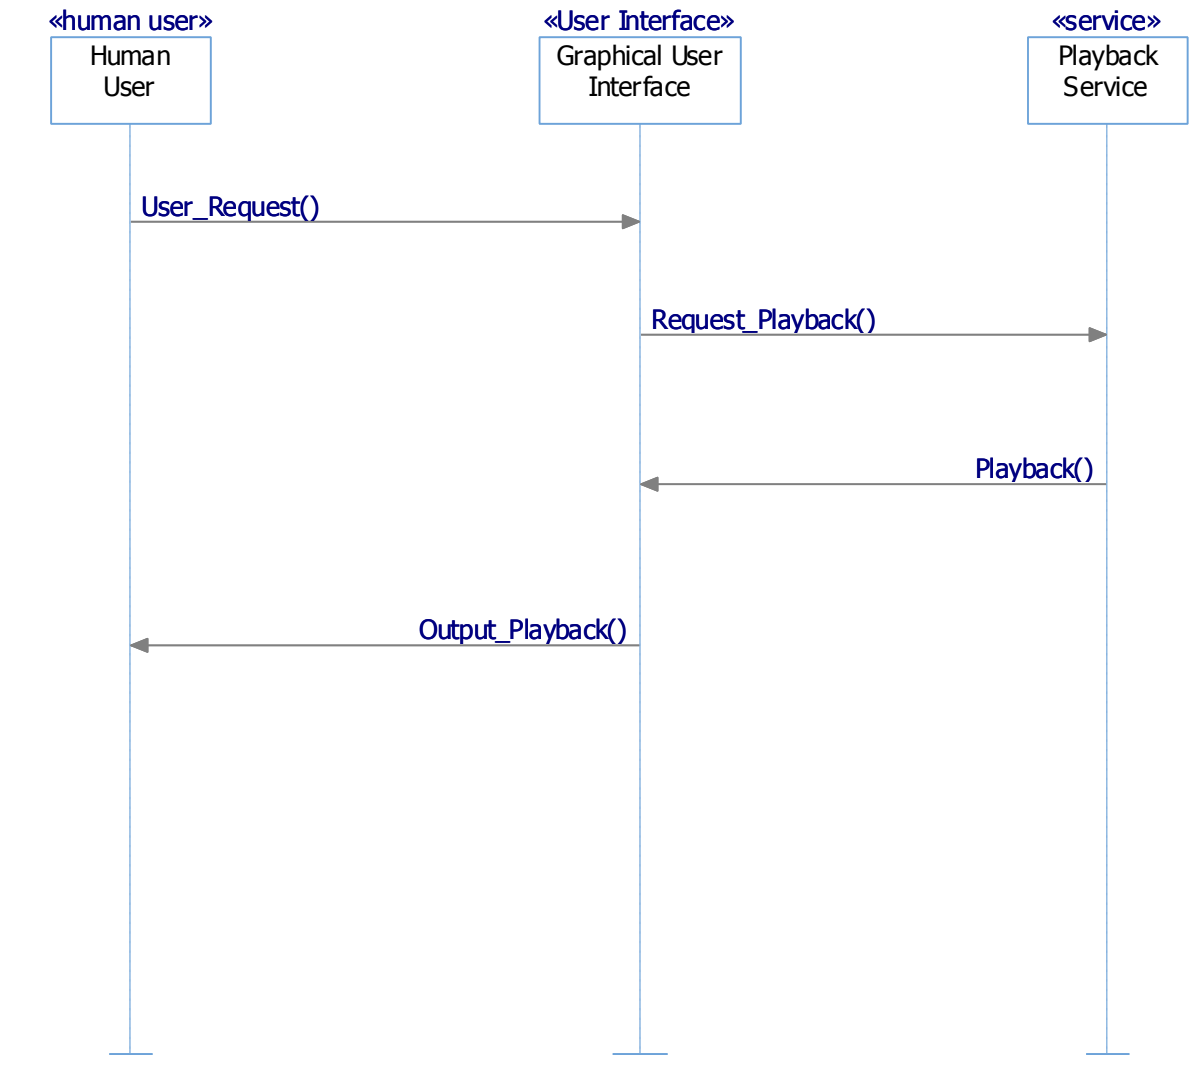 «human user»
Human
User
«User Interface»
Graphical User
Interface
«service»
Playback
Service
User_Request()
Request_Playback()
Playback()
Output_Playback()